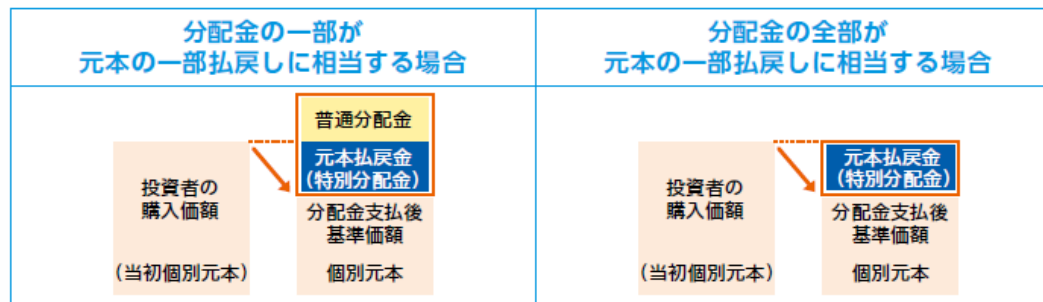 分配金の一部が
元本の一部払戻しに相当する場合
分配金の全部が
元本の一部払戻しに相当する場合
投資者の
購入価額
(当初個別元本)
普通分配金
元本払戻金
(特別分配金)
分配金支払後
基準価額
個別元本
投資者の
購入価額
(当初個別元本)
元本払戻金
(特別分配金)
分配金支払後
基準価額
個別元本